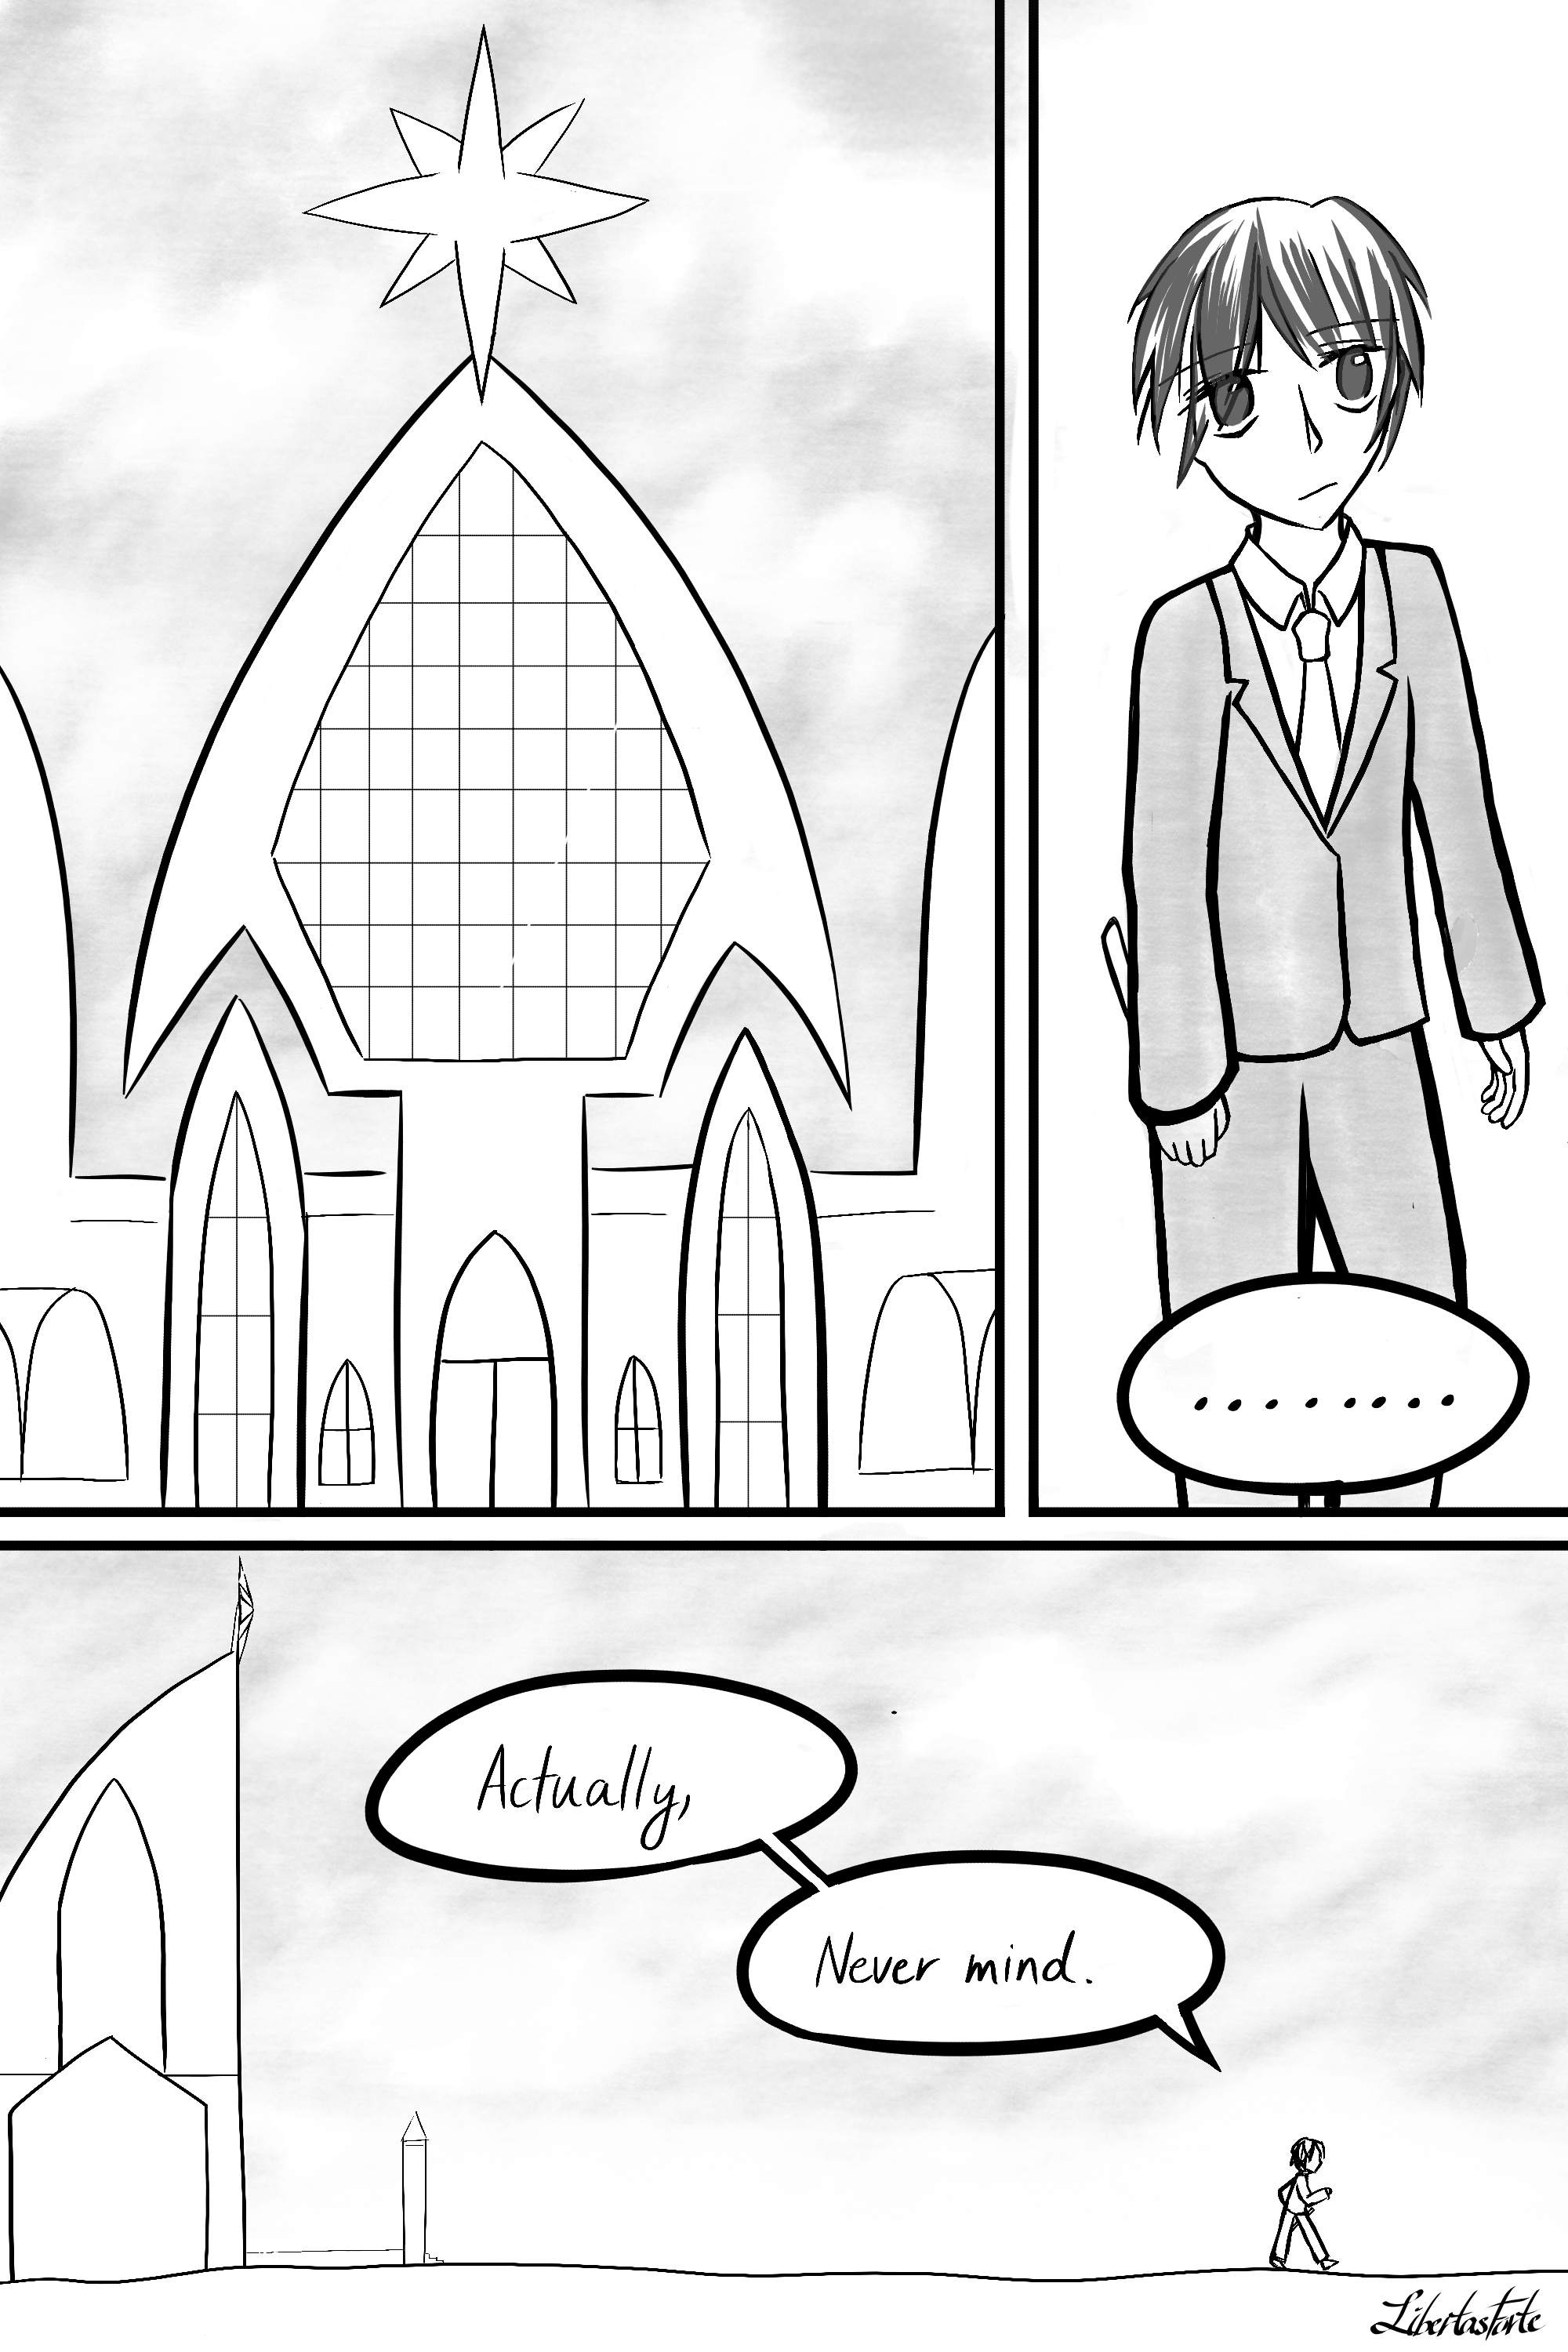 ........
Actually,
Never mind.
LibertasForte